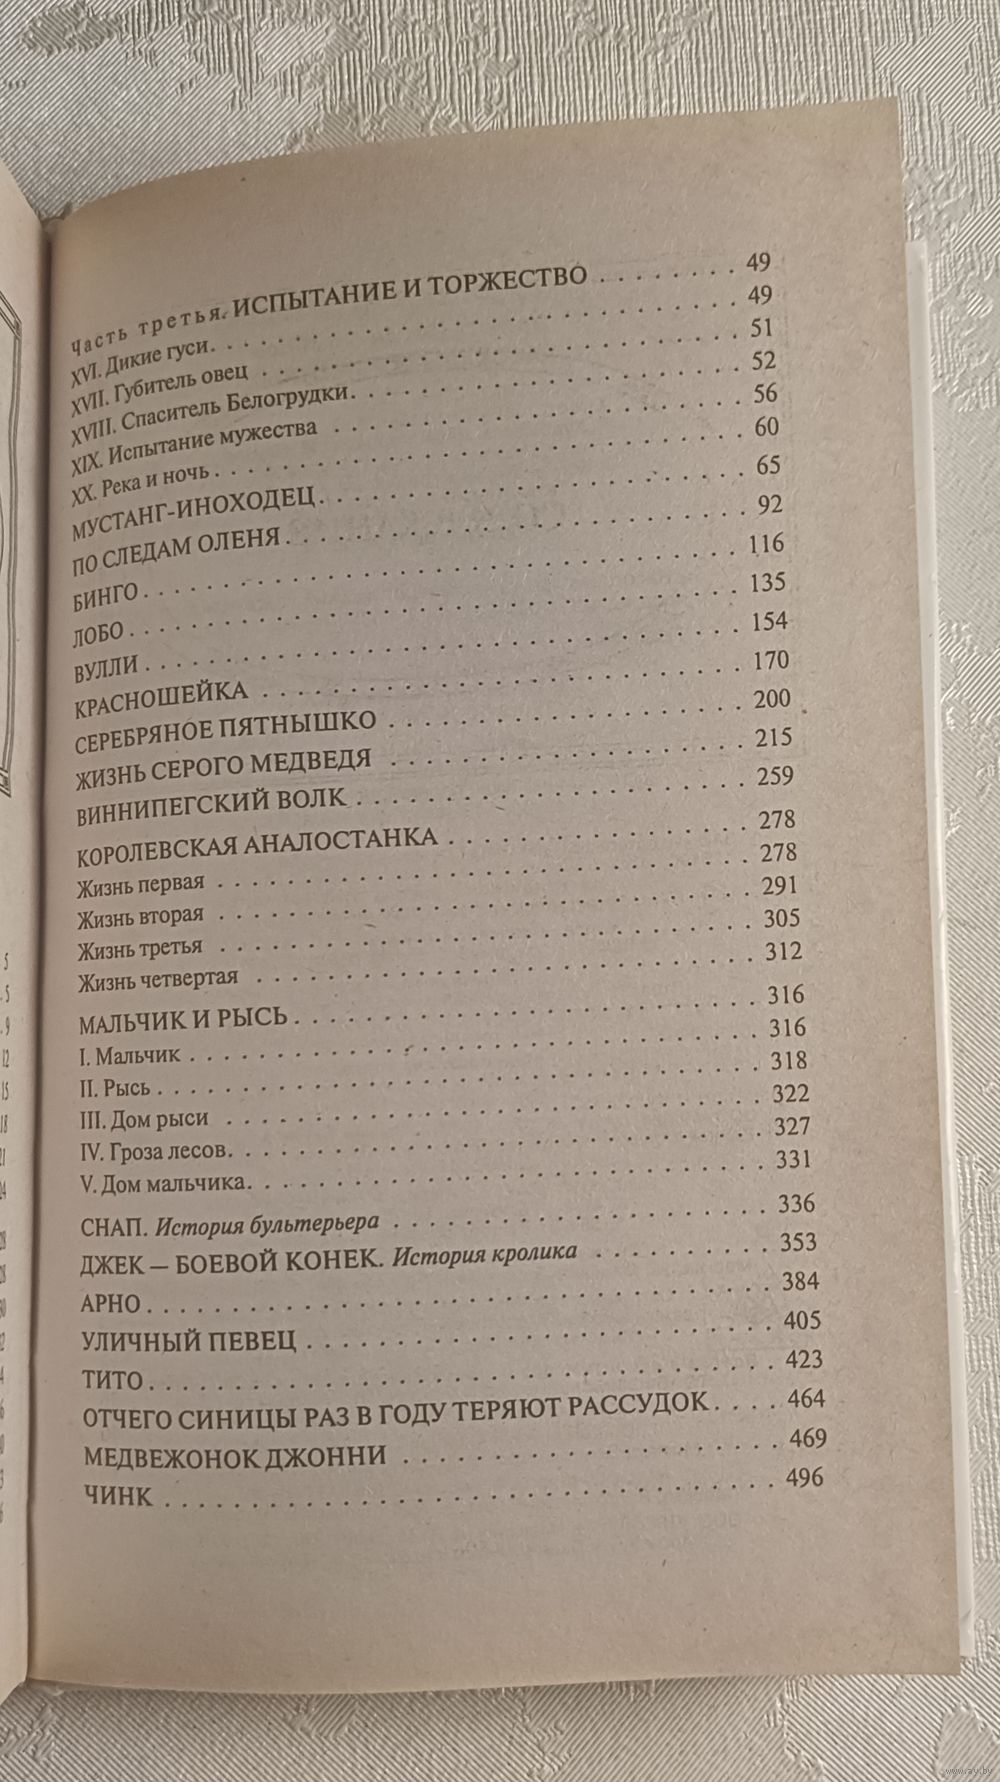 Часть третья. ИСПЫТАНИЕ И ТОРЖЕСТВО . . . . . . . . 49
XVI. Дикие гуси. . . . . . . . . . . . . . . . . . . . . . . 49
XVII. Губитель овец . . . . . . . . . . . . . . . . . . . . 51
XVIII. Спаситель Белогрудки. . . . . . . . . . . . . . . . 52
XIX. Испытание мужества . . . . . . . . . . . . . . . . . 56
XX. Река и ночь . . . . . . . . . . . . . . . . . . . . . . 60
МУСТАНГ-ИНОХОДЕЦ. . . . . . . . . . . . . . . . . . . 65
ПО СЛЕДАМ ОЛЕНЯ . . . . . . . . . . . . . . . . . . . . 92
БИНГО . . . . . . . . . . . . . . . . . . . . . . . . . . 116
ЛОБО . . . . . . . . . . . . . . . . . . . . . . . . . . 135
ВУЛЛИ . . . . . . . . . . . . . . . . . . . . . . . . . 154
КРАСНОШЕЙКА . . . . . . . . . . . . . . . . . . . . . 170
СЕРЕБРЯНОЕ ПЯТНЫШКО . . . . . . . . . . . . . . . 200
ЖИЗНЬ СЕРОГО МЕДВЕДЯ . . . . . . . . . . . . . . . 215
ВИННИПЕГСКИЙ ВОЛК . . . . . . . . . . . . . . . . . 259
КОРОЛЕВСКАЯ АНАЛОСТАНКА . . . . . . . . . . . . . 278
Жизнь первая . . . . . . . . . . . . . . . . . . . . . . 278
Жизнь вторая . . . . . . . . . . . . . . . . . . . . . . 291
Жизнь третья . . . . . . . . . . . . . . . . . . . . . . 305
Жизнь четвертая . . . . . . . . . . . . . . . . . . . . 312
МАЛЬЧИК И РЫСЬ . . . . . . . . . . . . . . . . . . . . 316
I. Мальчик . . . . . . . . . . . . . . . . . . . . . . . . 316
II. Рысь . . . . . . . . . . . . . . . . . . . . . . . . . 318
III. Дом рыси . . . . . . . . . . . . . . . . . . . . . . 322
IV. Гроза лесов. . . . . . . . . . . . . . . . . . . . . . 327
V. Дом мальчика. . . . . . . . . . . . . . . . . . . . . 331
СНАП. История бультерьера . . . . . . . . . . . . . . . 336
ДЖЕК — БОЕВОЙ КОНЕК. История кролика . . . . . . . . 353
АРНО . . . . . . . . . . . . . . . . . . . . . . . . . . 384
УЛИЧНЫЙ ПЕВЕЦ . . . . . . . . . . . . . . . . . . . . 405
ТИТО. . . . . . . . . . . . . . . . . . . . . . . . . . . 423
ОТЧЕГО СИНИЦЫ РАЗ В ГОДУ ТЕРЯЮТ РАССУДОК. . . . 464
МЕДВЕЖОНОК ДЖОННИ . . . . . . . . . . . . . . . . . 469
ЧИНК . . . . . . . . . . . . . . . . . . . . . . . . . . 496
www.ay.by